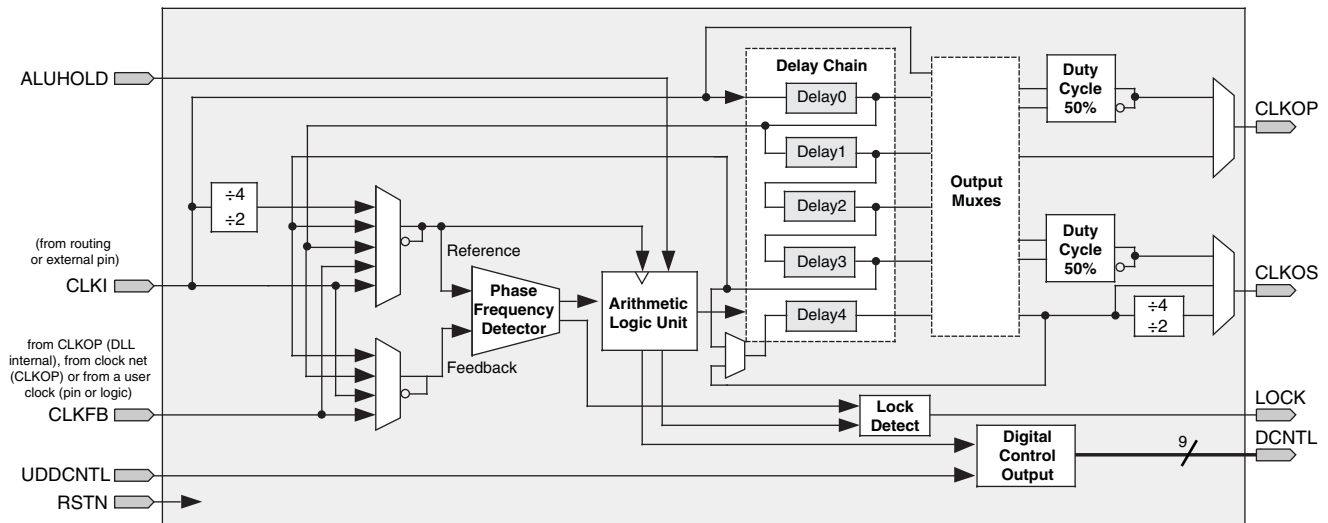 ALUHOLD
(from routing
or external pin)
CLKI
from CLKOP (DLL
internal), from clock net
(CLKOP) or from a user
clock (pin or logic)
CLKFB
UDDCNTL
RSTN
÷4
÷2
Reference
Feedback
Phase
Frequency
Detector
Arithmetic
Logic Unit
Delay Chain
Delay0
Delay1
Delay2
Delay3
Delay4
Output
Muxes
Duty
Cycle
50%
Duty
Cycle
50%
÷4
÷2
Lock
Detect
Digital
Control
Output
9
CLKOP
CLKOS
LOCK
DCNTL